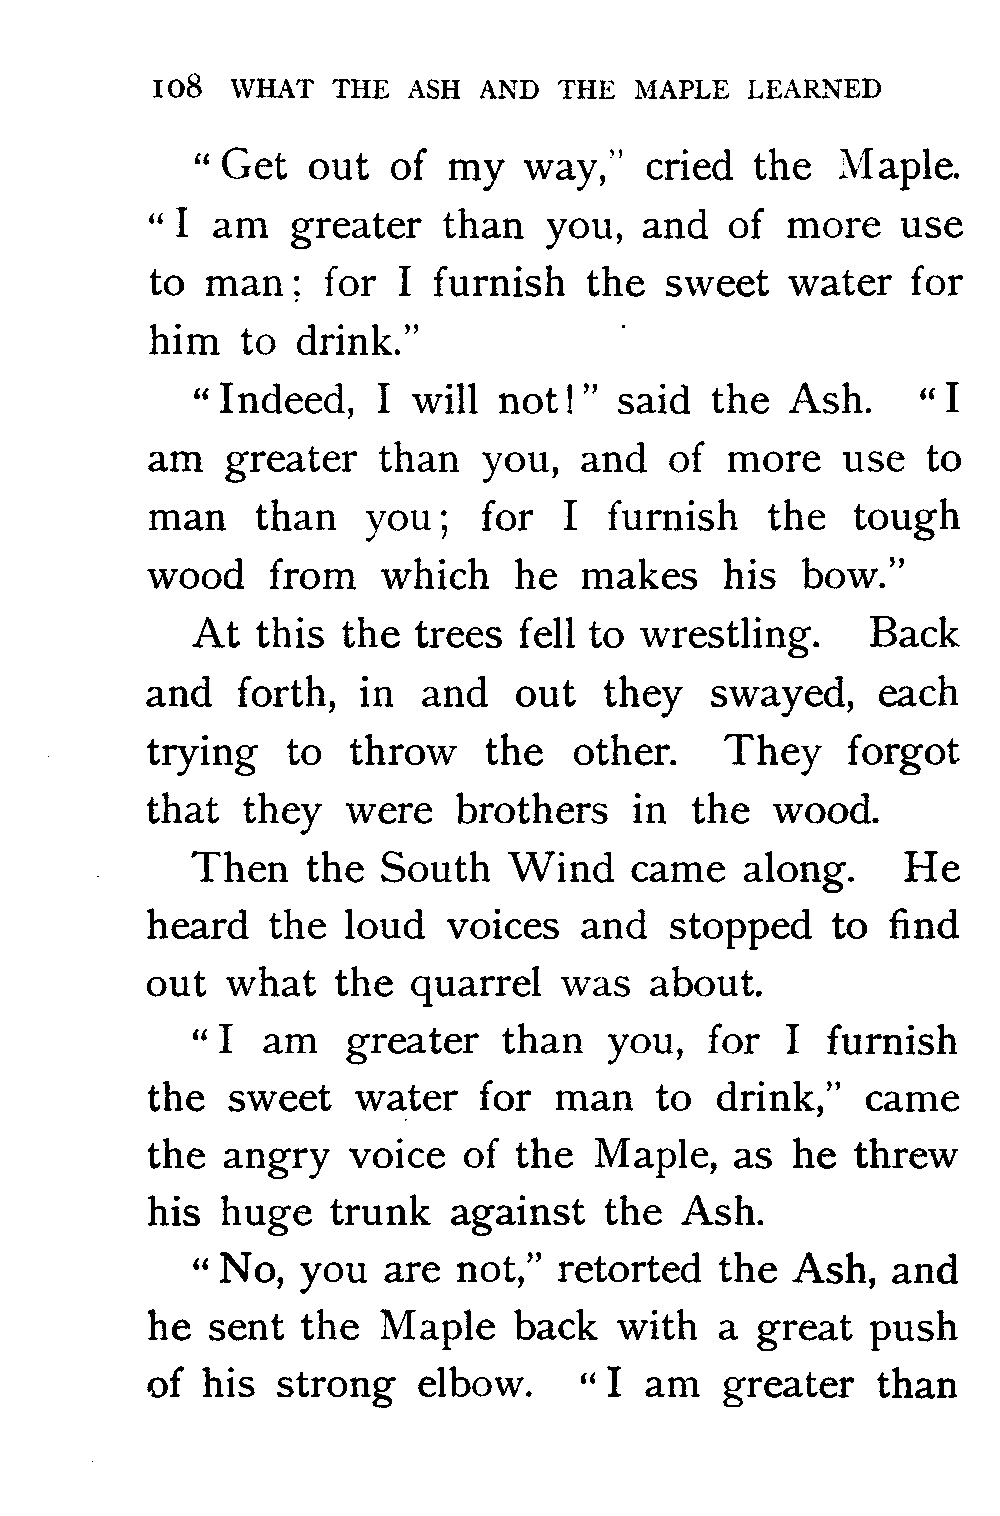 108 WHAT THE ASH AND THE MAPLE LEARNED
“Get out of my way,” cried the Maple.
“I am greater than you, and of more use
to man; for I furnish the sweet water for
him to drink.”
“Indeed, I will not!” said the Ash. “I
am greater than you, and of more use to
man than you; for I furnish the tough
wood from which he makes his bow.”
At this the trees fell to wrestling. Back
and forth, in and out they swayed, each
trying to throw the other. They forgot
that they were brothers in the wood.
Then the South Wind came along. He
heard the loud voices and stopped to find
out what the quarrel was about.
“I am greater than you, for I furnish
the sweet water for man to drink,” came
the angry voice of the Maple, as he threw
his huge trunk against the Ash.
“No, you are not,” retorted the Ash, and
he sent the Maple back with a great push
of his strong elbow. “I am greater than